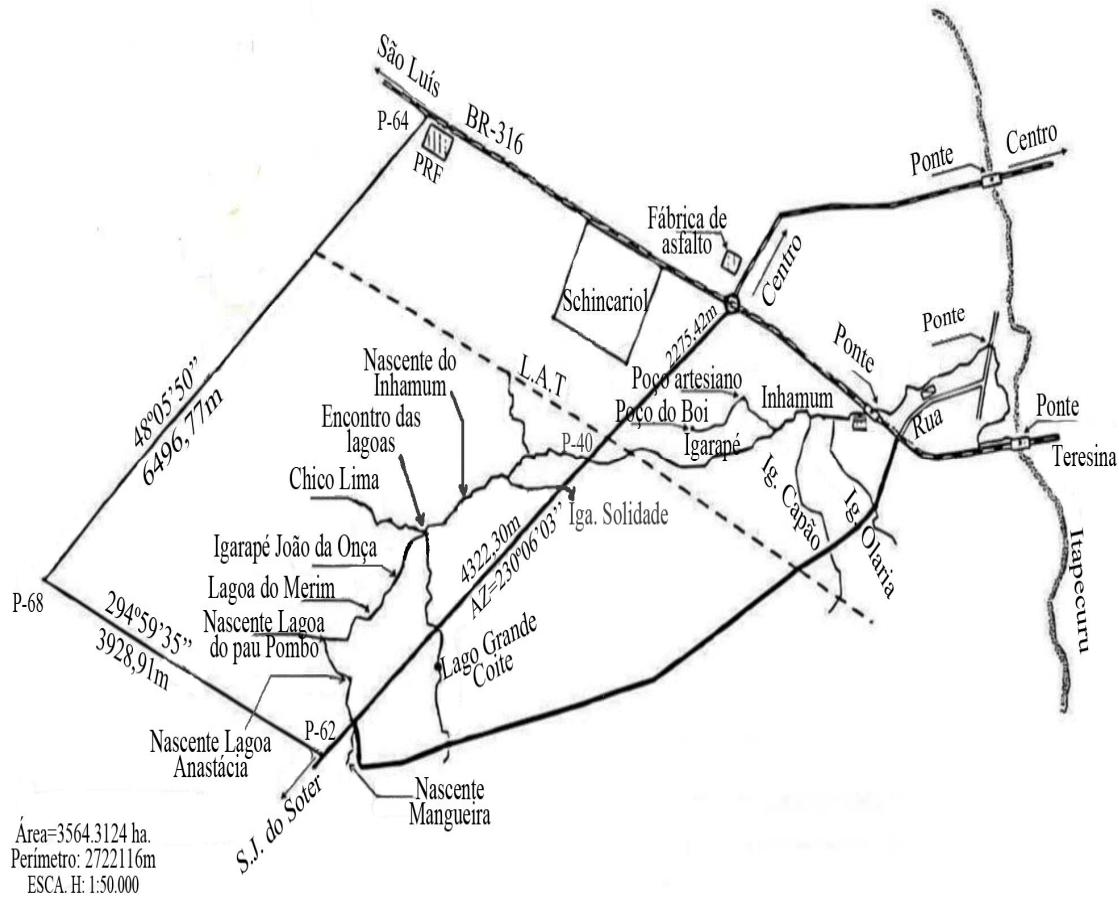 São Luís
P-64
BR-316
PRF
Ponte
Centro
Fábrica de
asfalto
Centro
Schincariol
2275,42m
Ponte
Ponte
Nascente do
Inhamum
L.A.T
Poço artesiano
Inhamum
48º05'50”
6496,77m
Encontro das
lagoas
Poço do Boi
Rua
Ponte
P-40
Igarapé
Teresina
Chico Lima
Ig. Capão
Ig. Olaria
Iga. Solidade
4322,30m
AZ=230º06'03”
Itapecuru
Igarapé João da Onça
Lagoa do Merim
P-68
294º59'35”
3928,91m
Nascente Lagoa
do pau Pombo
Lago Grande
Coite
P-62
Nascente Lagoa
Anastácia
Nascente
Mangueira
S.J. do Soter
Área=3564.3124 ha.
Perímetro: 2722116m
ESCA. H: 1:50.000